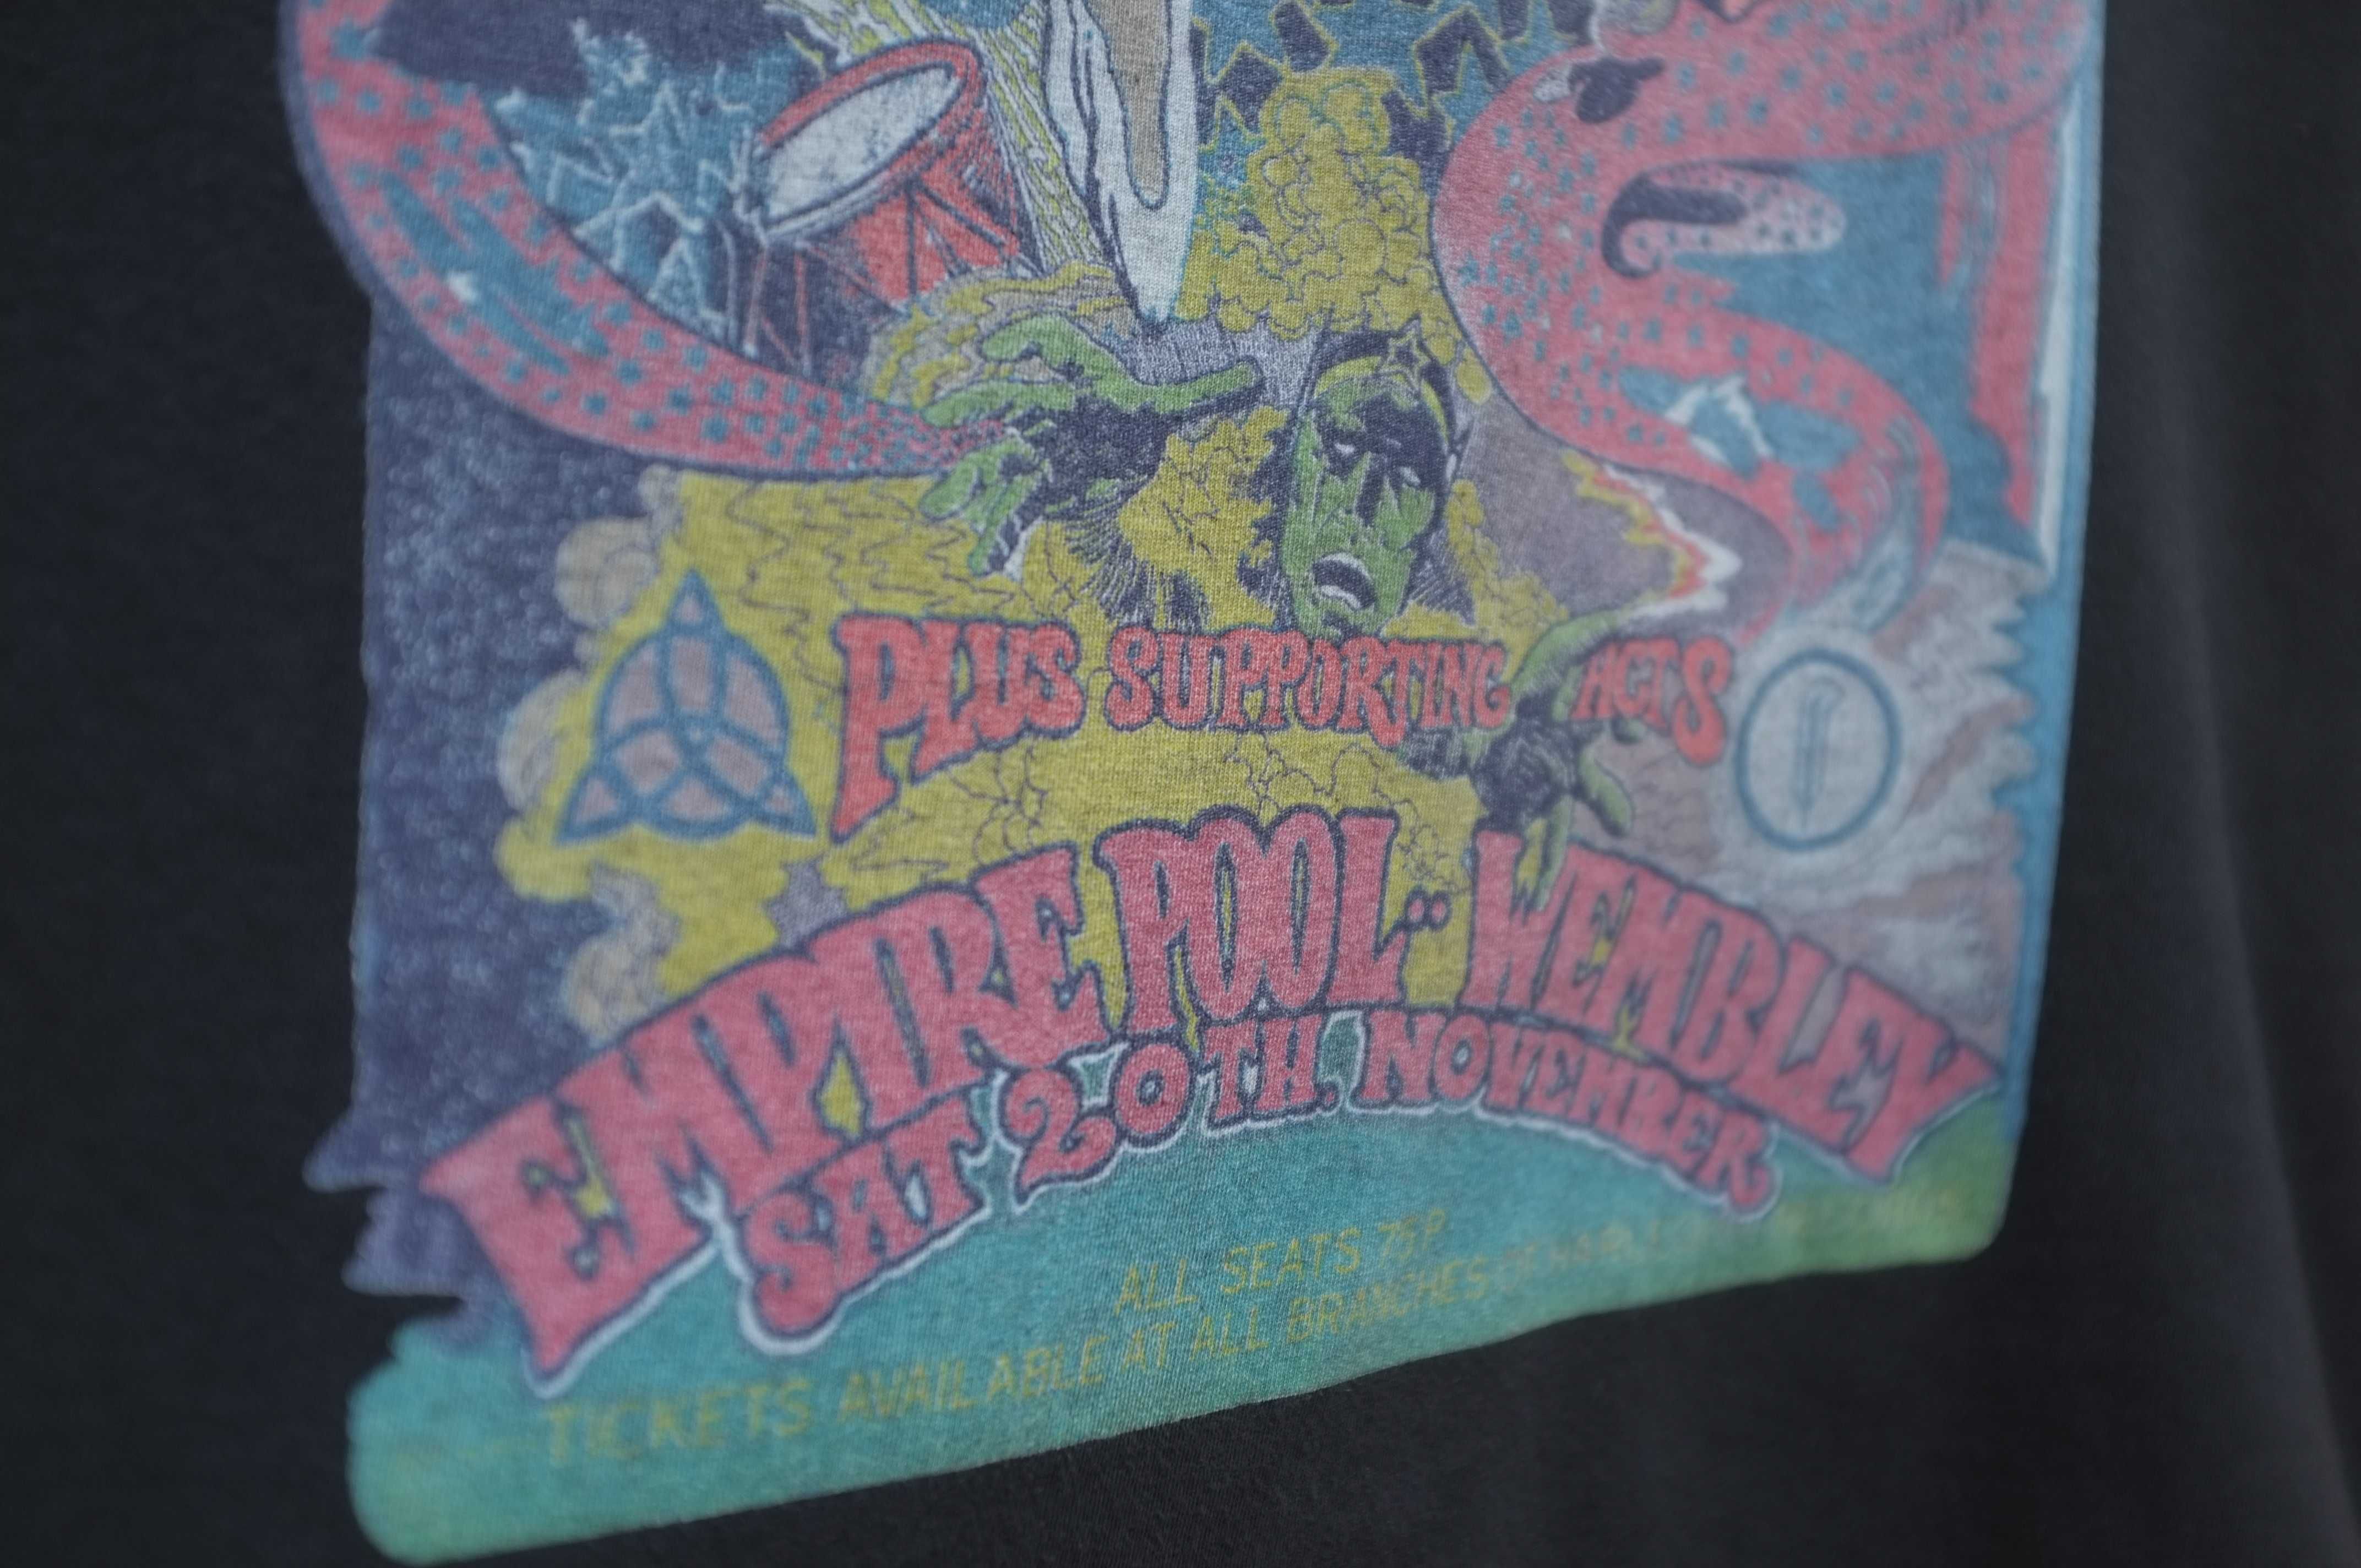 PLUS SUPPORTING ACTS
EMPIRE POOL" WEMBLEY
SAT 20TH. NOVEMBER
ALL SEATS 75P
TICKETS AVAILABLE AT ALL BRANCHES OF